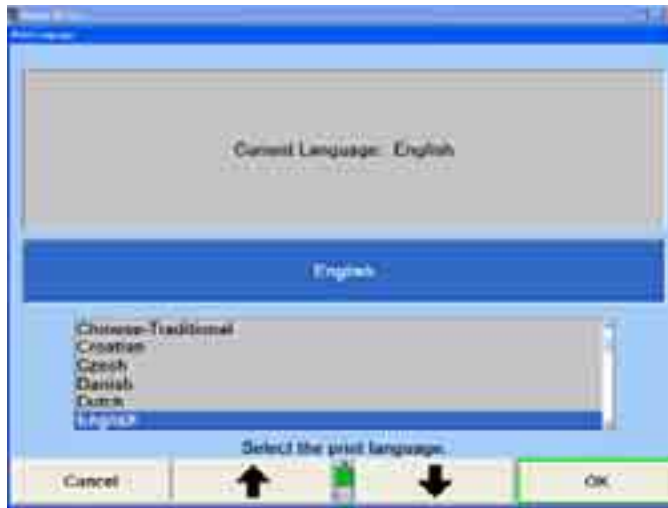 Current Language: English
English
Chinese-Traditional
Croatian
Czech
Danish
Dutch
English
Select the print language.
Cancel
OK